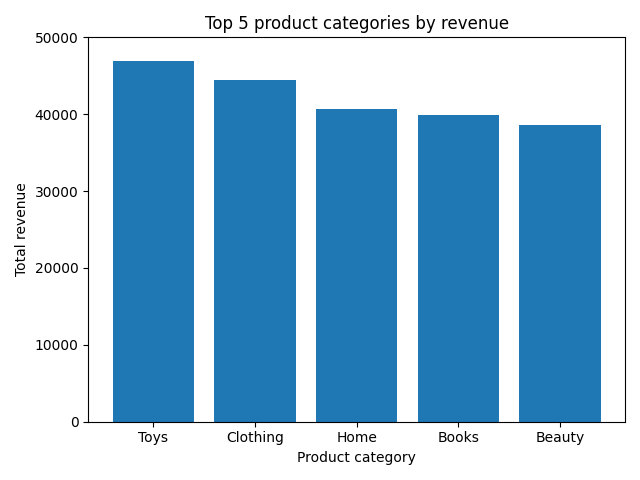 Top 5 product categories by revenue
50000
40000
30000
20000
10000
0
Total revenue
Toys Clothing Home Books Beauty
Product category